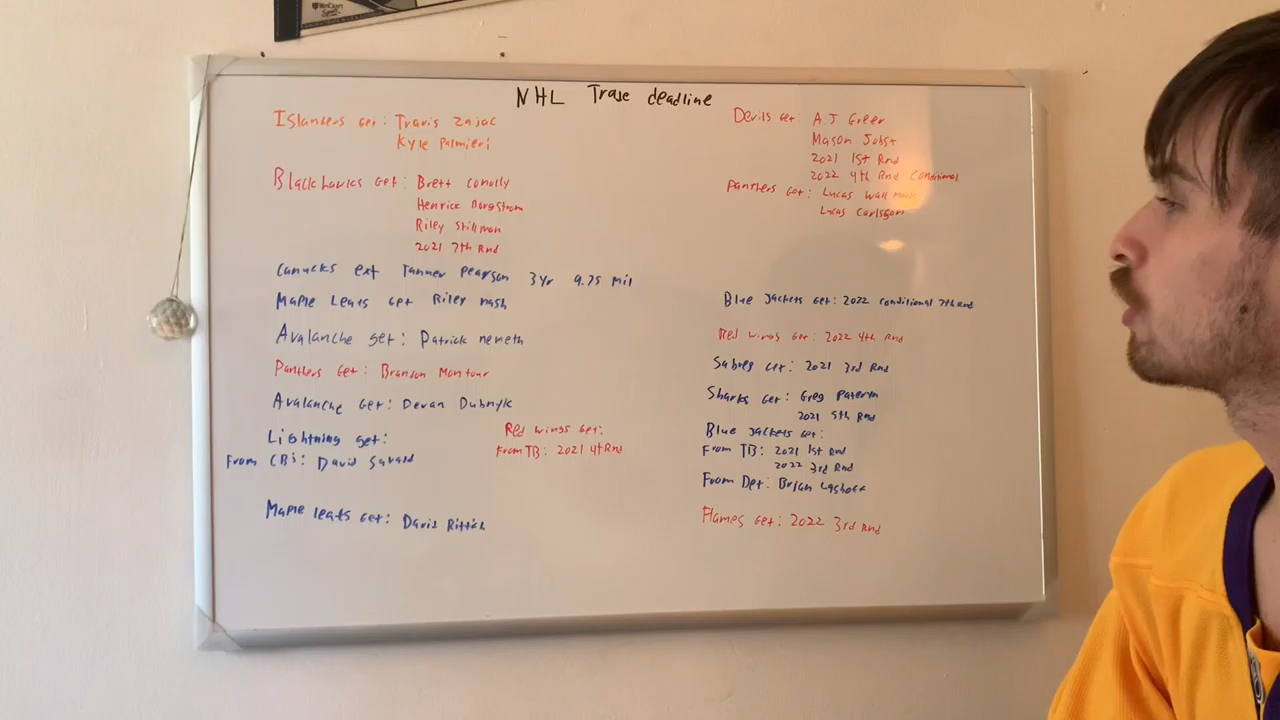 WinCraft
NHL Trade deadline
Islanders Get: Travis Zajac
Kyle Palmieri
Devils Get: A.J Greer
Mason Jobst
2021 1st Rnd
2022 4th Rnd Conditional
Blackhawks Get: Brett Conolly
Henrick Borgstrom
Riley Stillman
2021 7th Rnd
Panthers Get: Lucas Wallmark
Lucas Carlsson
Canucks ext Tanner Pearson 3yr 9.75 mil
Maple Leafs Get Riley Nash
Blue Jackets Get: 2022 Conditional 7th Rnd
Avalanche get: Patrick Nemeth
Red Wings Get: 2022 4th Rnd
Panthers Get: Brandon Montour
Sabres Get: 2021 3rd Rnd
Avalanche Get: Devan Dubnyk
Sharks Get: Greg Pateryn
2021 5th Rnd
Lightning get:
From CBJ: David Savard
Red Wings Get:
From TB: 2021 4th Rnd
Blue Jackets Get:
From TB: 2021 1st Rnd
2022 3rd Rnd
From Det: Brian Lashoff
Maple leafs Get: David Rittich
Flames Get: 2022 3rd Rnd